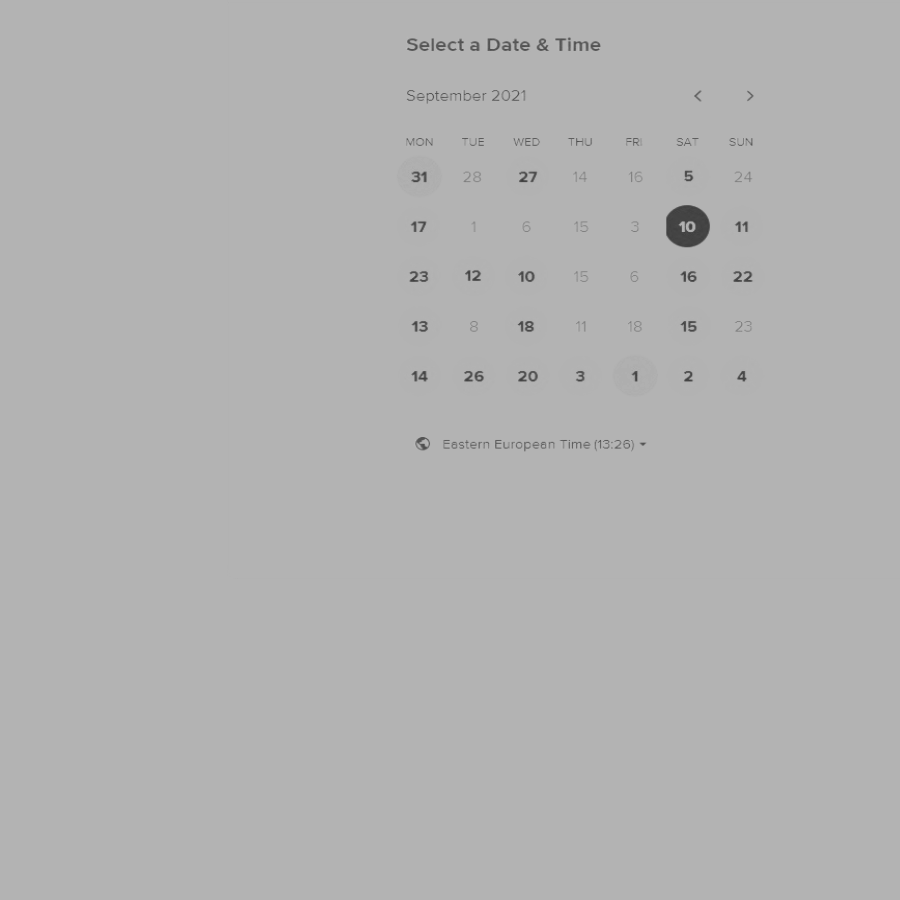 Select a Date & Time
September 2021
MON TUE WED THU FRI SAT SUN
31 28 27 14 16 5 24
17 1 6 15 3 10 11
23 12 10 15 6 16 22
13 8 18 11 18 15 23
14 26 20 3 1 2 4
Eastern European Time (13:26)